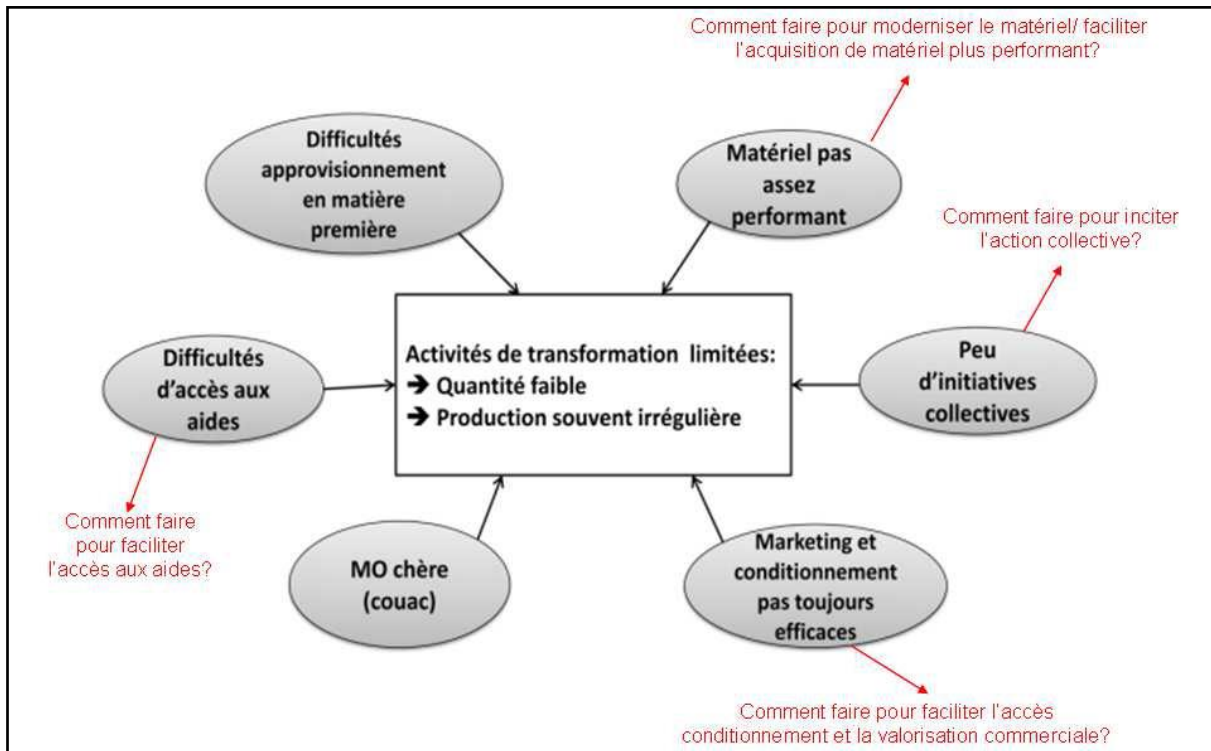 Comment faire pour moderniser le matériel/ faciliter
l'acquisition de matériel plus performant?
Difficultés
approvisionnement
en matière
première
Matériel pas
assez
performant
Comment faire pour inciter
l'action collective?
Difficultés
d'accès aux
aides
Activités de transformation limitées:
➔ Quantité faible
➔ Production souvent irrégulière
Peu
d'initiatives
collectives
Comment faire
pour faciliter
l'accès aux aides?
MO chère
(couac)
Marketing et
conditionnement
pas toujours
efficaces
Comment faire pour faciliter l'accès
conditionnement et la valorisation commerciale?